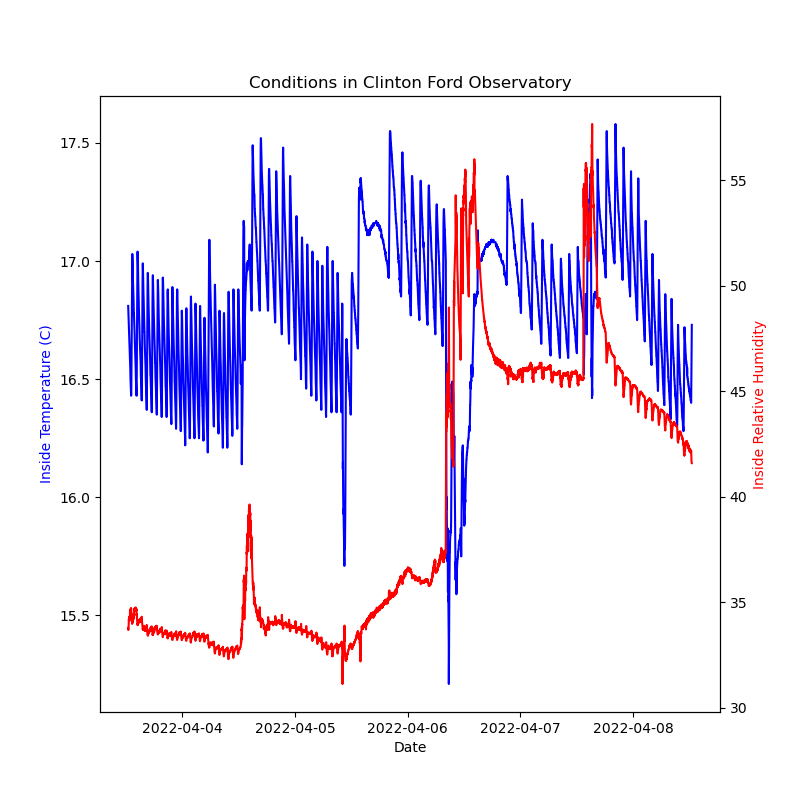 Conditions in Clinton Ford Observatory
17.5
17.0
16.5
16.0
15.5
Inside Temperature (C)
55
50
45
40
35
30
Inside Relative Humidity
2022-04-04 2022-04-05 2022-04-06 2022-04-07 2022-04-08
Date